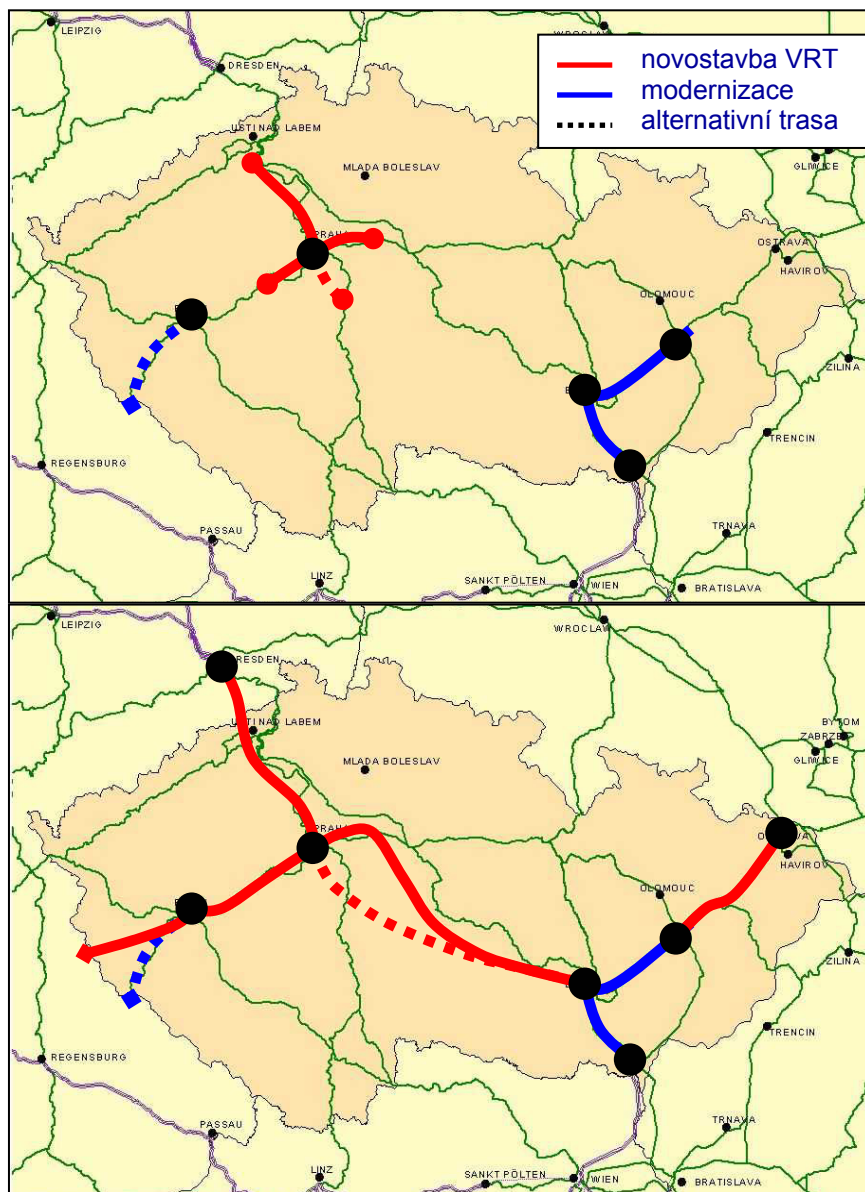 LEIPZIG
WROCLAW
DRESDEN
novostavba VRT
modernizace
alternativní trasa
USTI NAD LABEM
MLADA BOLESLAV
GLIWICE
PRAHA
OSTRAVA
HAVIROV
OLOMOUC
ZILINA
TRENCIN
REGENSBURG
PASSAU
TRNAVA
LINZ
SANKT PÖLTEN
WIEN
BRATISLAVA
LEIPZIG
WROCLAW
DRESDEN
USTI NAD LABEM
BYTOM
ZABRZE
GLIWICE
MLADA BOLESLAV
PRAHA
HAVIROV
OLOMOUC
ZILINA
TRENCIN
REGENSBURG
PASSAU
TRNAVA
LINZ
SANKT PÖLTEN
WIEN
BRATISLAVA